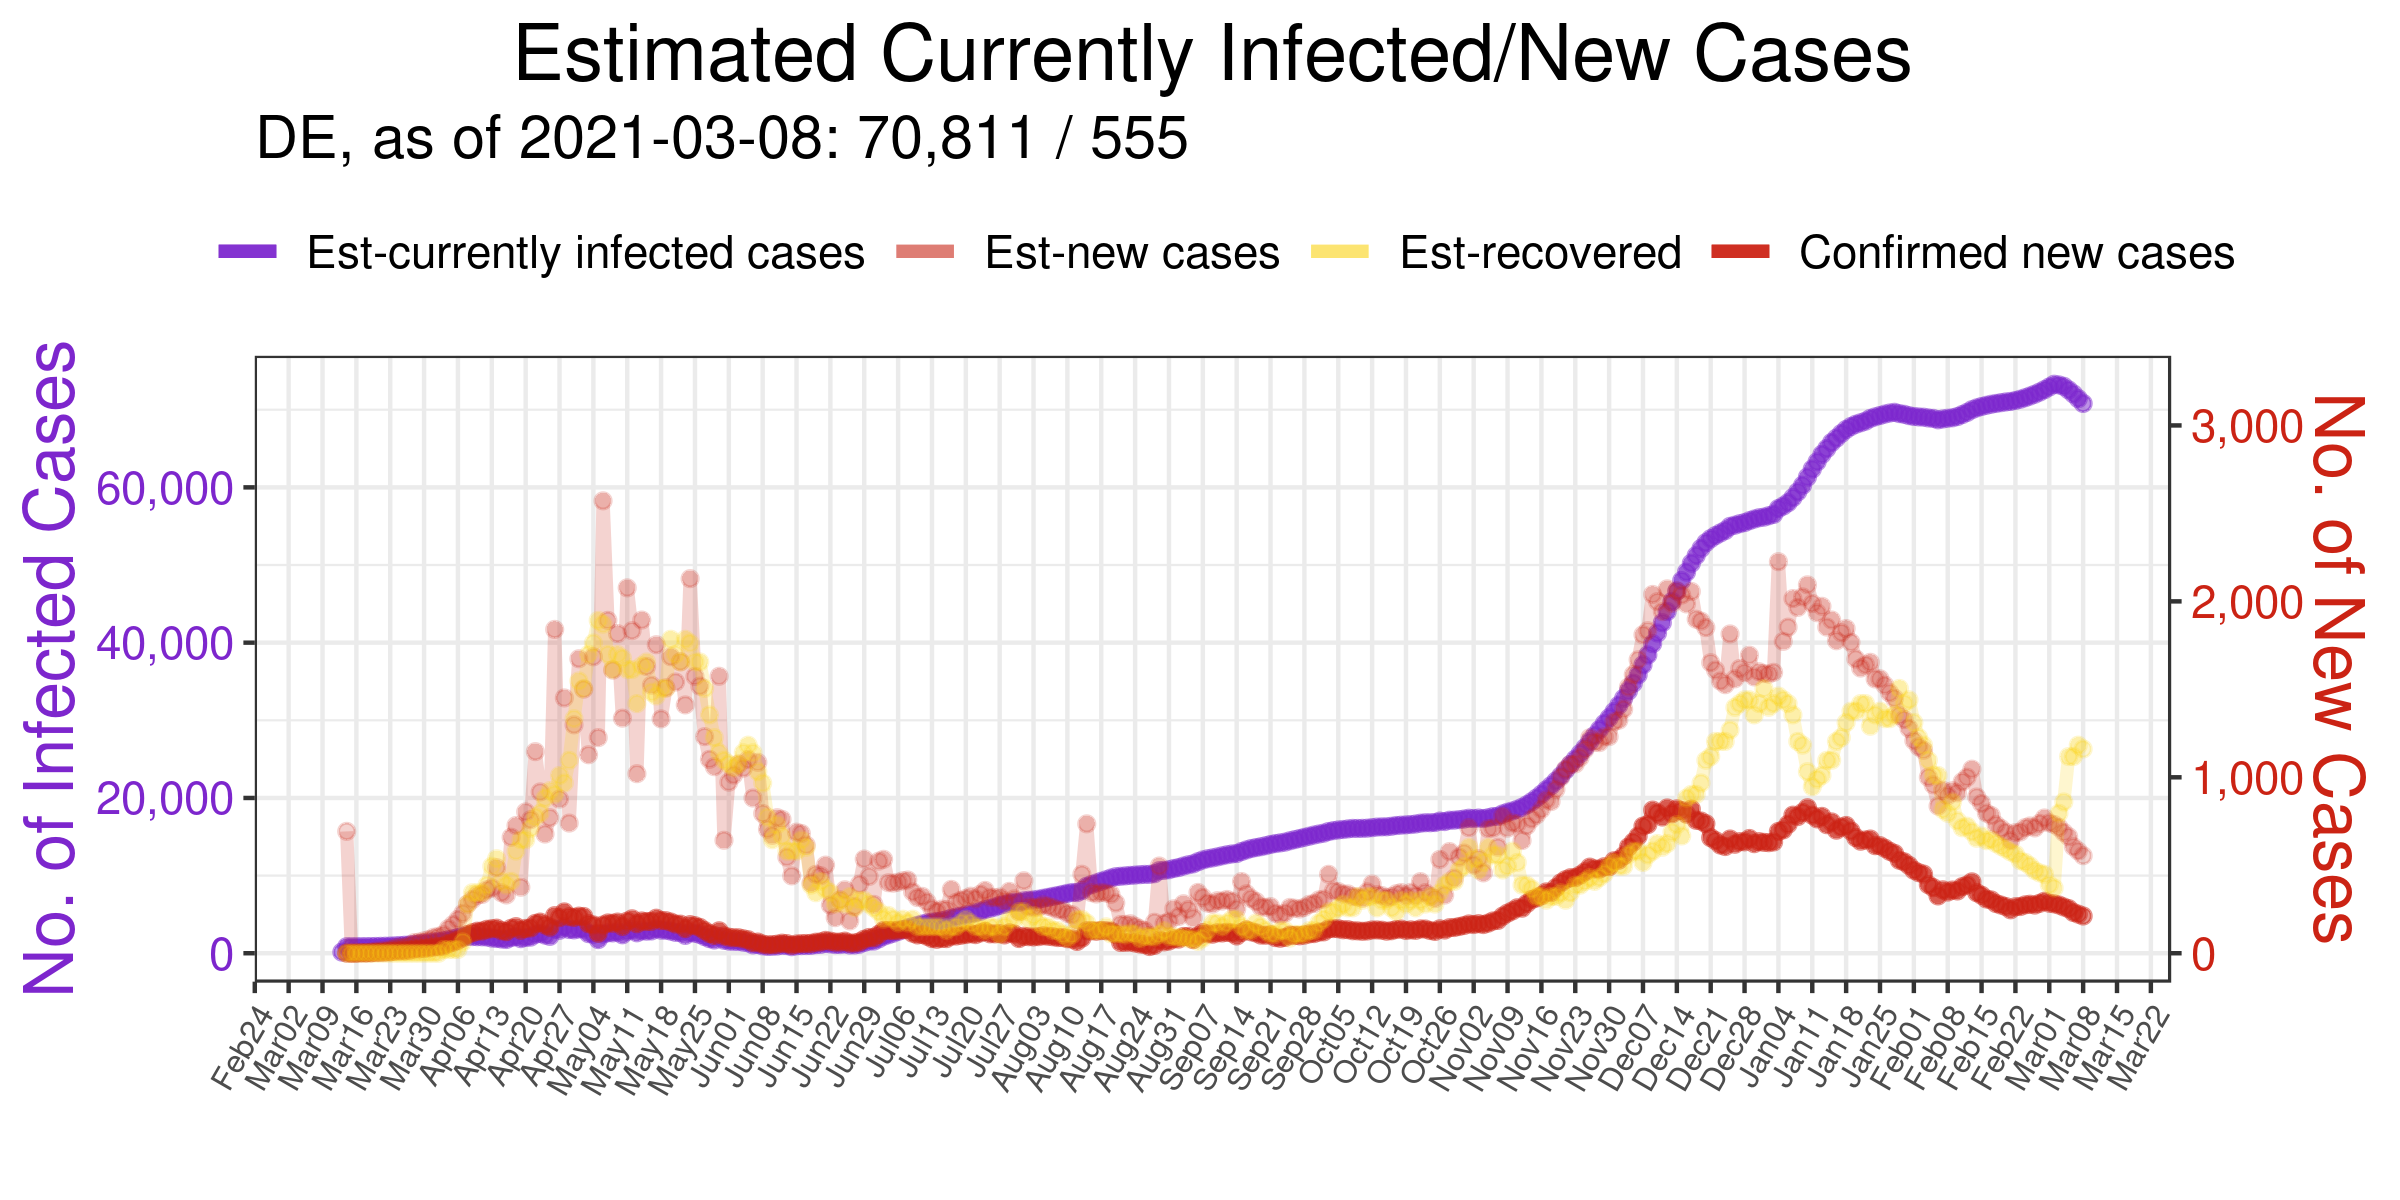 Estimated Currently Infected/New Cases
DE, as of 2021-03-08: 70,811 / 555
Est-currently infected cases Est-new cases Est-recovered Confirmed new cases
No. of Infected Cases
60,000
40,000
20,000
0
3,000
2,000
1,000
0
No. of New Cases
Feb24 Mar02 Mar09 Mar16 Mar23 Mar30 Apr06 Apr13 Apr20 Apr27 May04 May11 May18 May25 Jun01 Jun08 Jun15 Jun22 Jun29 Jul06 Jul13 Jul20 Jul27 Aug03 Aug10 Aug17 Aug24 Aug31 Sep07 Sep14 Sep21 Sep28 Oct05 Oct12 Oct19 Oct26 Nov02 Nov09 Nov16 Nov23 Nov30 Dec07 Dec14 Dec21 Dec28 Jan04 Jan11 Jan18 Jan25 Feb01 Feb08 Feb15 Feb22 Mar01 Mar08 Mar15 Mar22